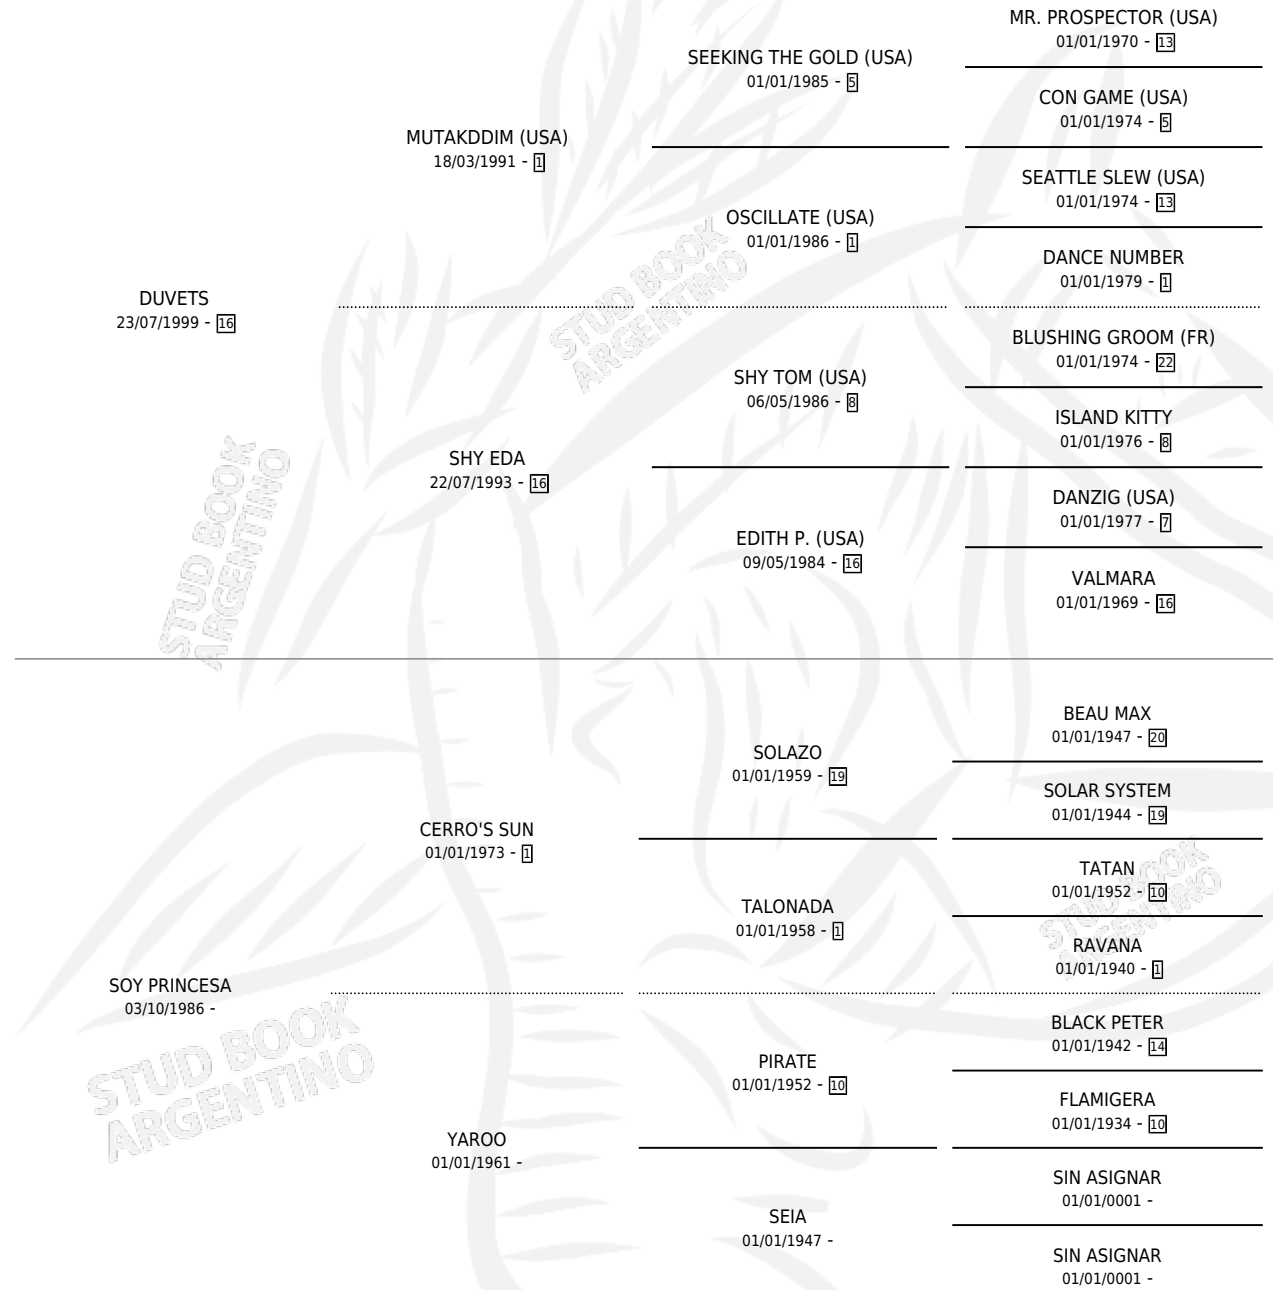 MR. PROSPECTOR (USA)
01/01/1970 - 13
SEEKING THE GOLD (USA)
01/01/1985 - 5
CON GAME (USA)
01/01/1974 - 5
MUTAKDDIM (USA)
18/03/1991 - 1
SEATTLE SLEW (USA)
01/01/1974 - 13
OSCILLATE (USA)
01/01/1986 - 1
DANCE NUMBER
01/01/1979 - 1
DUVETS
23/07/1999 - 16
BLUSHING GROOM (FR)
01/01/1974 - 22
SHY TOM (USA)
06/05/1986 - 8
ISLAND KITTY
01/01/1976 - 8
SHY EDA
22/07/1993 - 16
DANZIG (USA)
01/01/1977 - 7
EDITH P. (USA)
09/05/1984 - 16
VALMARA
01/01/1969 - 16
STUD BOOK
ARGENTINO
STUD BOOK
ARGENTINO
BEAU MAX
01/01/1947 - 20
SOLAZO
01/01/1959 - 19
SOLAR SYSTEM
01/01/1944 - 19
CERRO'S SUN
01/01/1973 - 1
TATAN
01/01/1952 - 10
TALONADA
01/01/1958 - 1
RAVANA
01/01/1940 - 1
STUD BOOK
ARGENTINO
SOY PRINCESA
03/10/1986 -
BLACK PETER
01/01/1942 - 14
PIRATE
01/01/1952 - 10
FLAMIGERA
01/01/1934 - 10
YAROO
01/01/1961 -
SIN ASIGNAR
01/01/0001 -
SEIA
01/01/1947 -
SIN ASIGNAR
01/01/0001 -
STUD BOOK
ARGENTINO